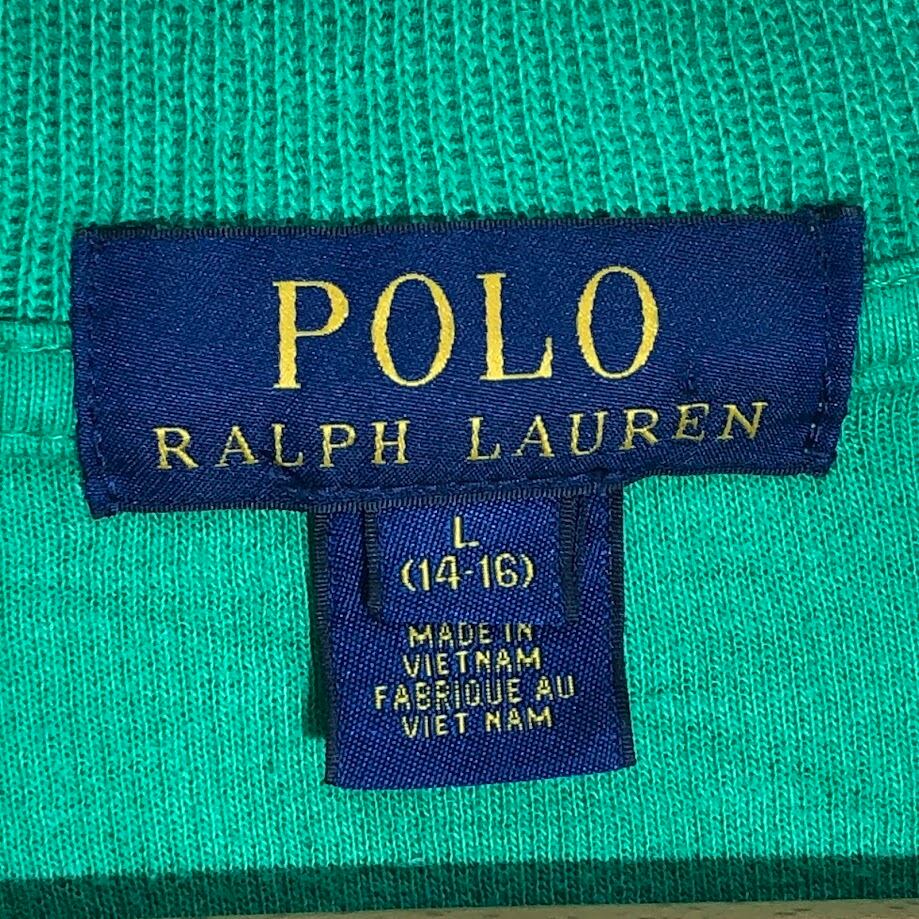 POLO
RALPH LAUREN
L
(14-16)
MADE IN
VIETNAM
FABRIQUE AU
VIET NAM